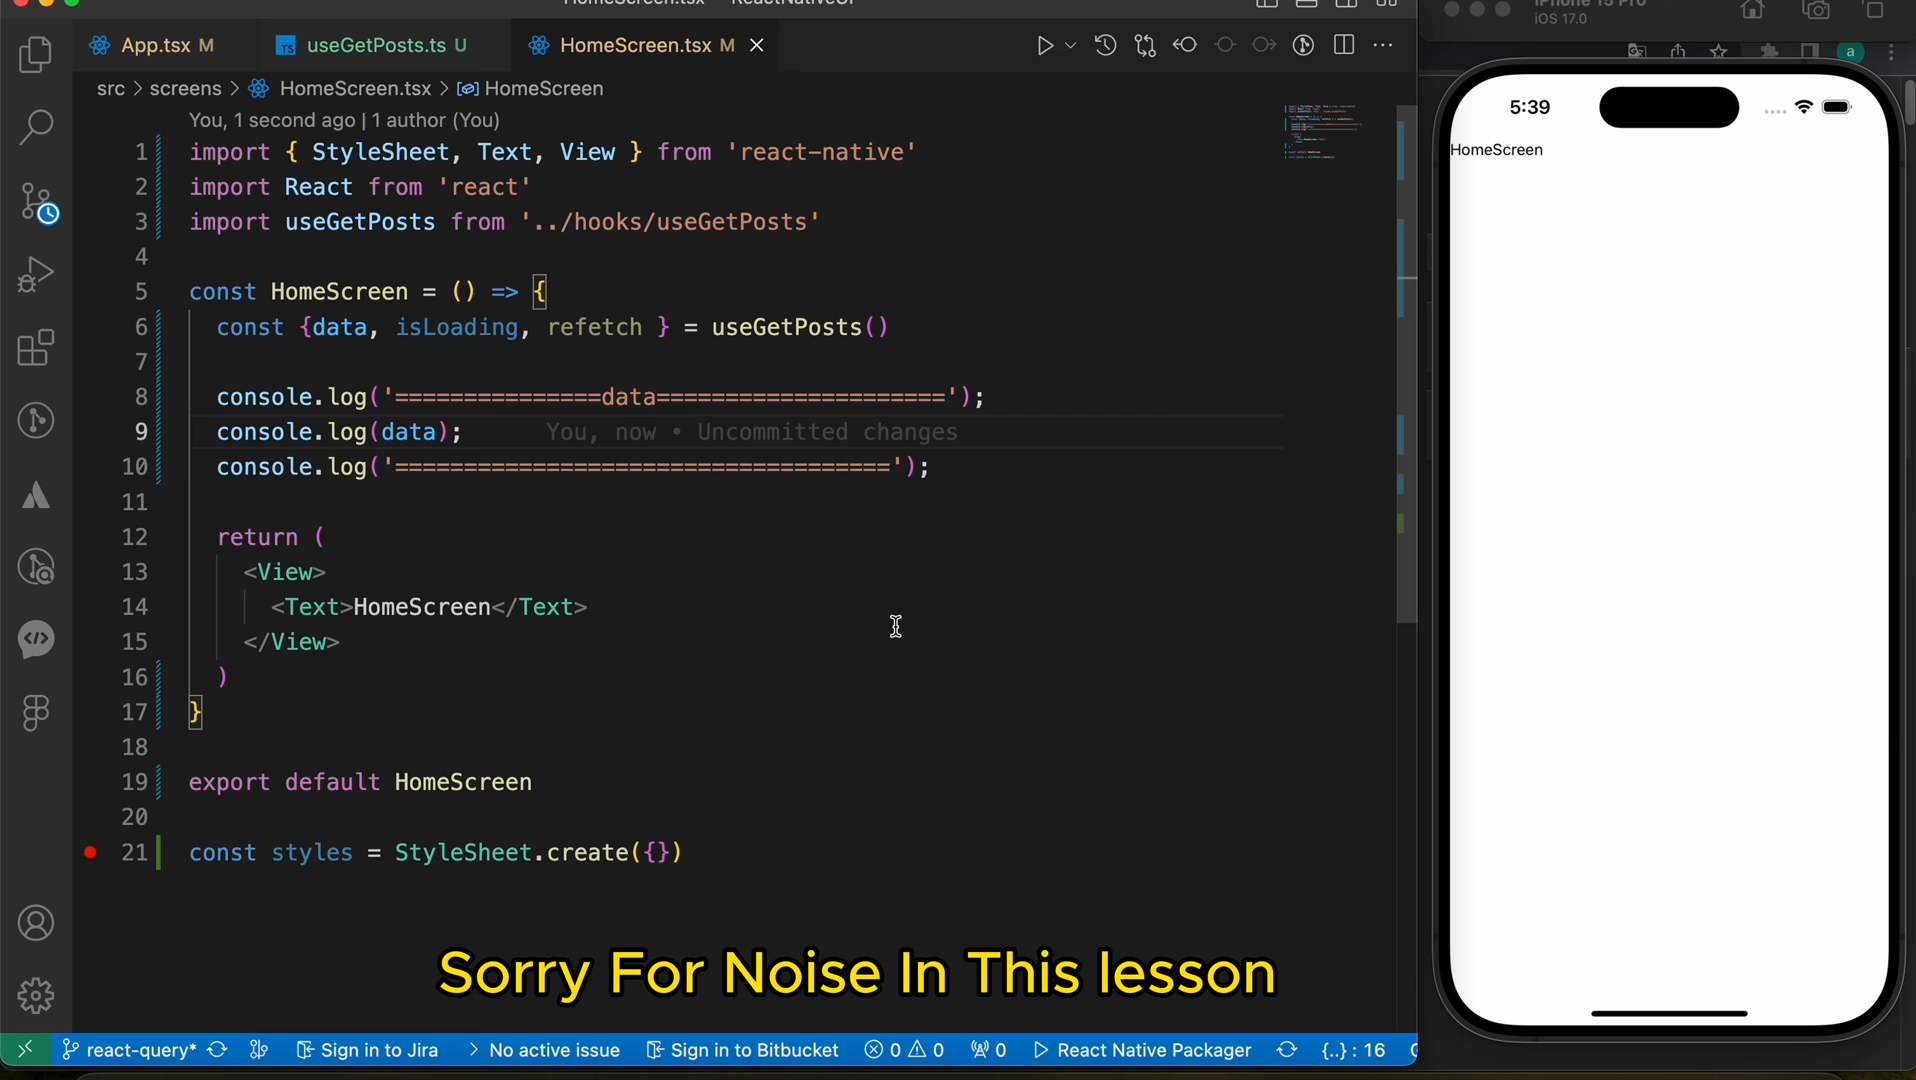 App.tsx M
useGetPosts.ts U
HomeScreen.tsx M
src > screens > HomeScreen.tsx > HomeScreen
You, 1 second ago | 1 author (You)
1 import { StyleSheet, Text, View } from 'react-native'
2 import React from 'react'
3 import useGetPosts from '../hooks/useGetPosts'
4
5 const HomeScreen = () => {
6 const {data, isLoading, refetch } = useGetPosts()
7
8 console.log('===============data=====================');
9 console.log(data); You, now • Uncommitted changes
10 console.log('====================================');
11
12 return (
13 <View>
14 <Text>HomeScreen</Text>
15 </View>
16 )
17 }
18
19 export default HomeScreen
20
21 const styles = StyleSheet.create({})
Sorry For Noise In This lesson
react-query* Sign in to Jira No active issue Sign in to Bitbucket 0 0 0 React Native Packager {..} : 16
iPhone 15 Pro
iOS 17.0
a
5:39
HomeScreen